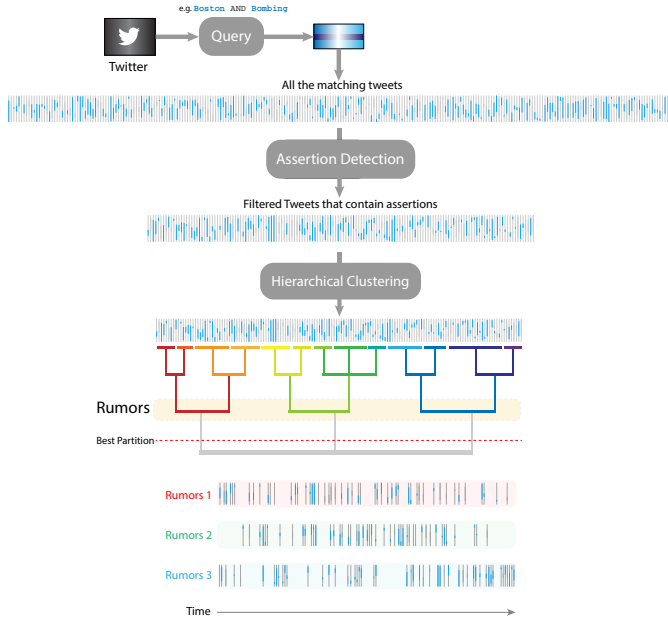 e.g. Boston AND Bombing
Query
Twitter
All the matching tweets
Assertion Detection
Filtered Tweets that contain assertions
Hierarchical Clustering
Rumors
Best Partition
Rumors 1
Rumors 2
Rumors 3
Time